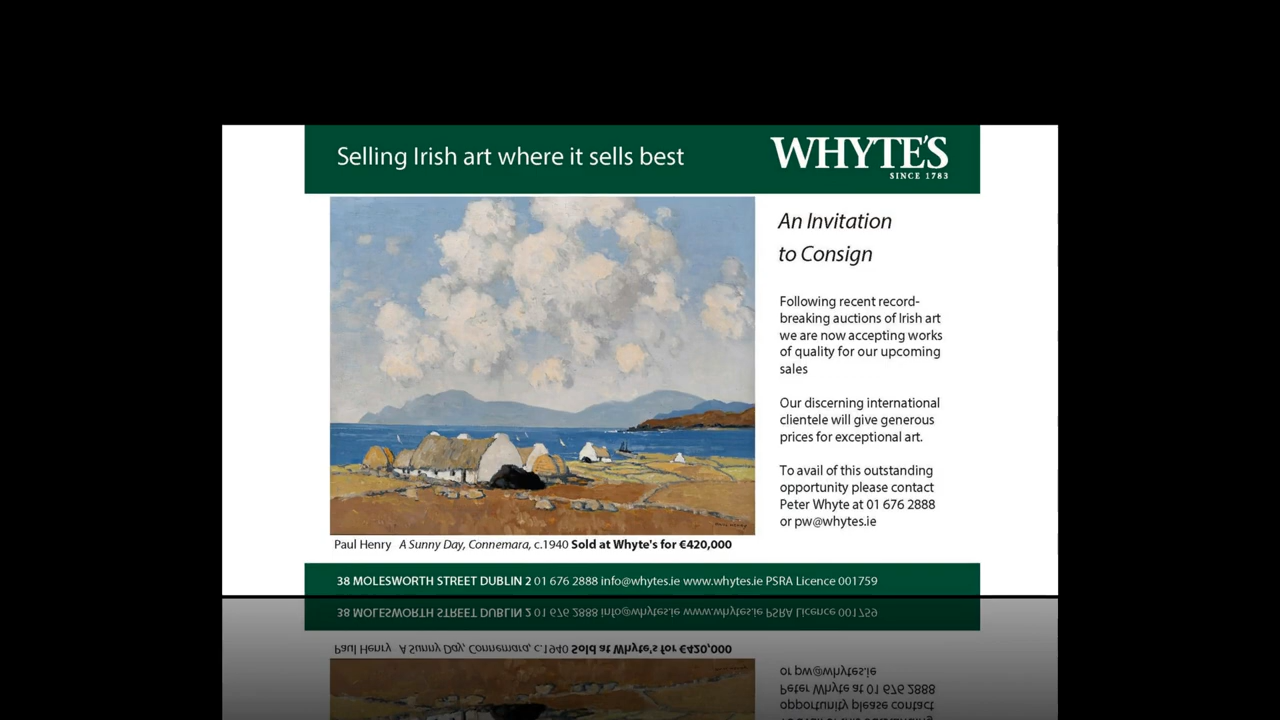 Selling Irish art where it sells best
WHYTE'S
SINCE 1783
An Invitation
to Consign
Following recent record-
breaking auctions of Irish art
we are now accepting works
of quality for our upcoming
sales
Our discerning international
clientele will give generous
prices for exceptional art.
To avail of this outstanding
opportunity please contact
Peter Whyte at 01 676 2888
or pw@whytes.ie
Paul Henry A Sunny Day, Connemara, c.1940 Sold at Whyte's for €420,000
38 MOLESWORTH STREET DUBLIN 2 01 676 2888 info@whytes.ie www.whytes.ie PSRA Licence 001759